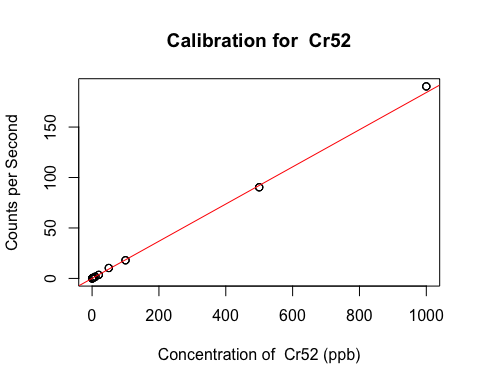 Calibration for  Cr52
Counts per Second
150
100
50
0
0 200 400 600 800 1000
Concentration of  Cr52 (ppb)